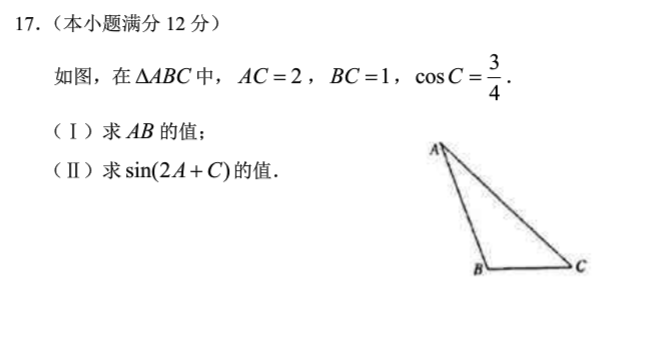 17.（本小题满分 12 分）
如图，在 ΔABC 中， AC = 2 ， BC =1， cos C = 3/4 .
（Ⅰ）求 AB 的值；
（Ⅱ）求 sin(2A + C) 的值．
A
B
C